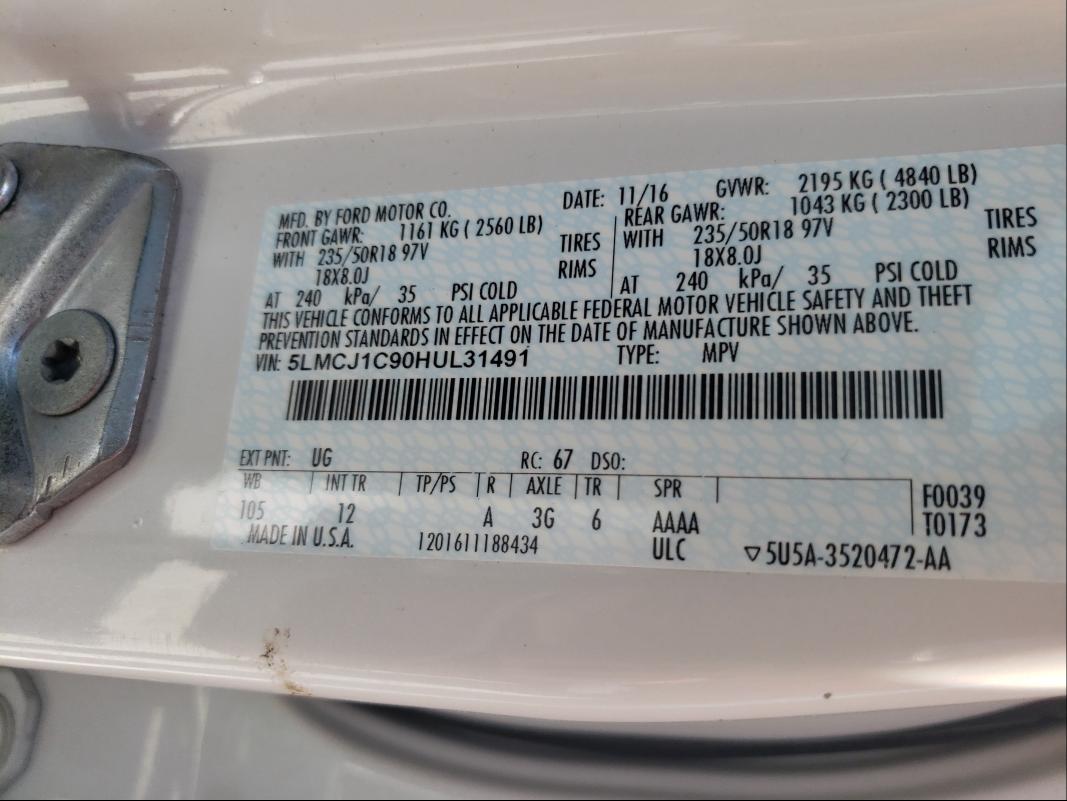 MFD. BY FORD MOTOR CO. DATE: 11/16 GVWR: 2195 KG ( 4840 LB)
FRONT GAWR: 1161 KG ( 2560 LB) REAR GAWR: 1043 KG ( 2300 LB)
WITH 235/50R18 97V TIRES WITH 235/50R18 97V TIRES
18X8.0J RIMS 18X8.0J RIMS
AT 240 kPa/ 35 PSI COLD AT 240 kPa/ 35 PSI COLD
THIS VEHICLE CONFORMS TO ALL APPLICABLE FEDERAL MOTOR VEHICLE SAFETY AND THEFT
PREVENTION STANDARDS IN EFFECT ON THE DATE OF MANUFACTURE SHOWN ABOVE.
VIN: 5LMCJ1C90HUL31491 TYPE: MPV
EXT PNT: UG RC: 67 DSO:
WB INT TR TP/PS R AXLE TR SPR F0039
105 12 A 3G 6 AAAA T0173
MADE IN U.S.A. 1201611188434 ULC ▽5U5A-3520472-AA